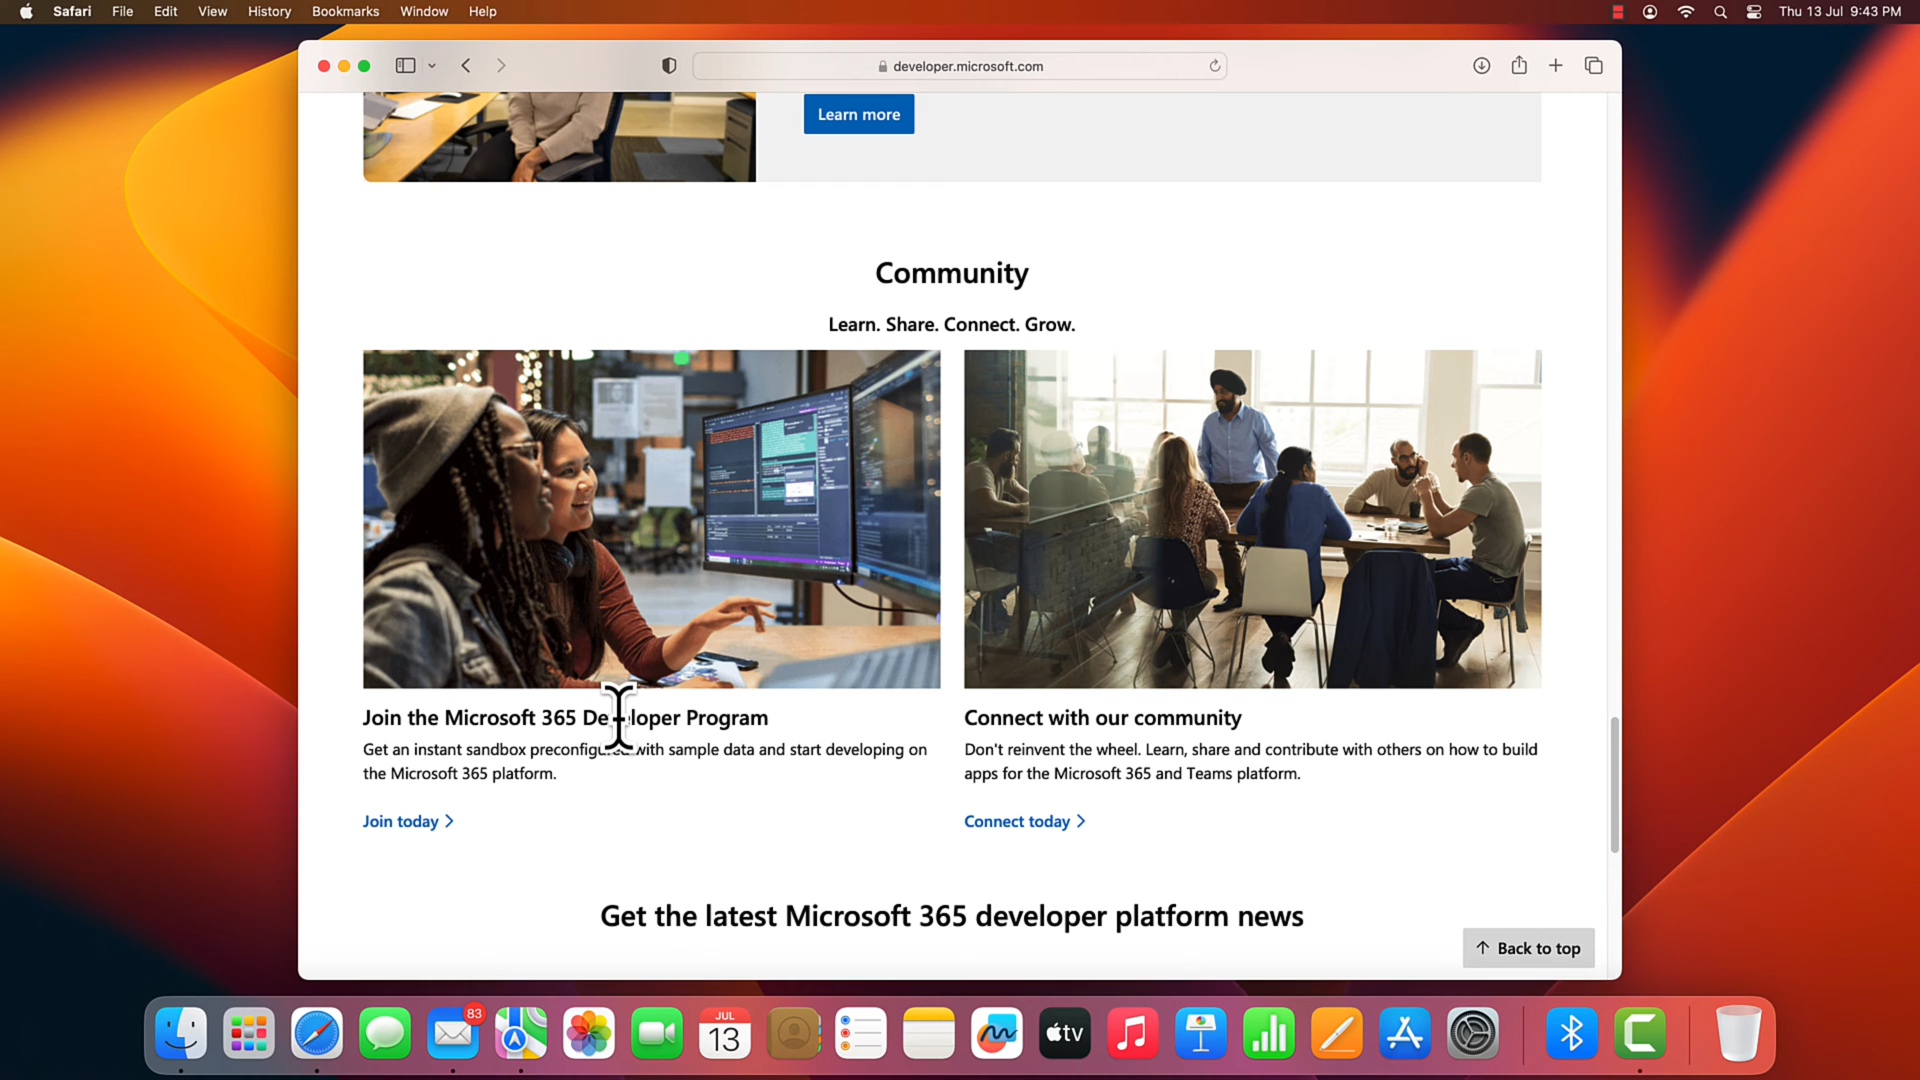 Safari File Edit View History Bookmarks Window Help
Thu 13 Jul 9:43 PM
developer.microsoft.com
Learn more
Community
Learn. Share. Connect. Grow.
Join the Microsoft 365 Developer Program
Get an instant sandbox preconfigured with sample data and start developing on
the Microsoft 365 platform.
Join today
Connect with our community
Don't reinvent the wheel. Learn, share and contribute with others on how to build
apps for the Microsoft 365 and Teams platform.
Connect today
Get the latest Microsoft 365 developer platform news
Back to top
83
JUL
13
tv